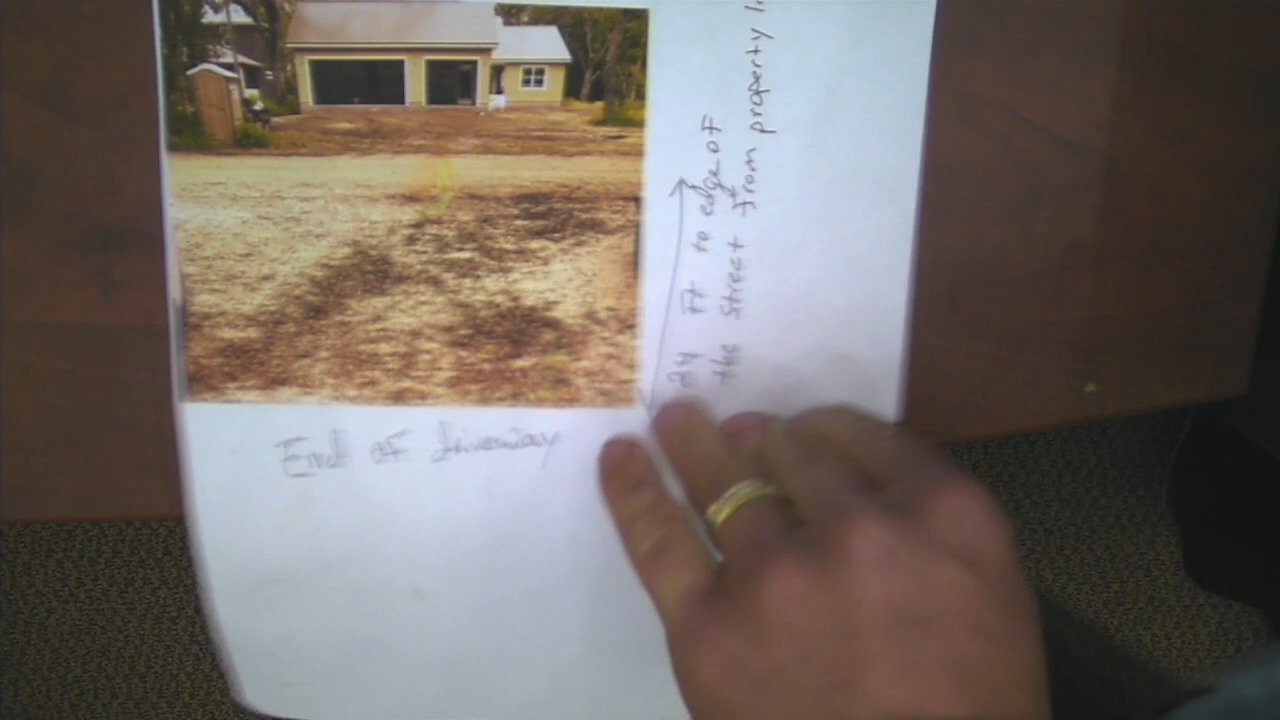 24 FT to edge of
the street from property
End of driveway